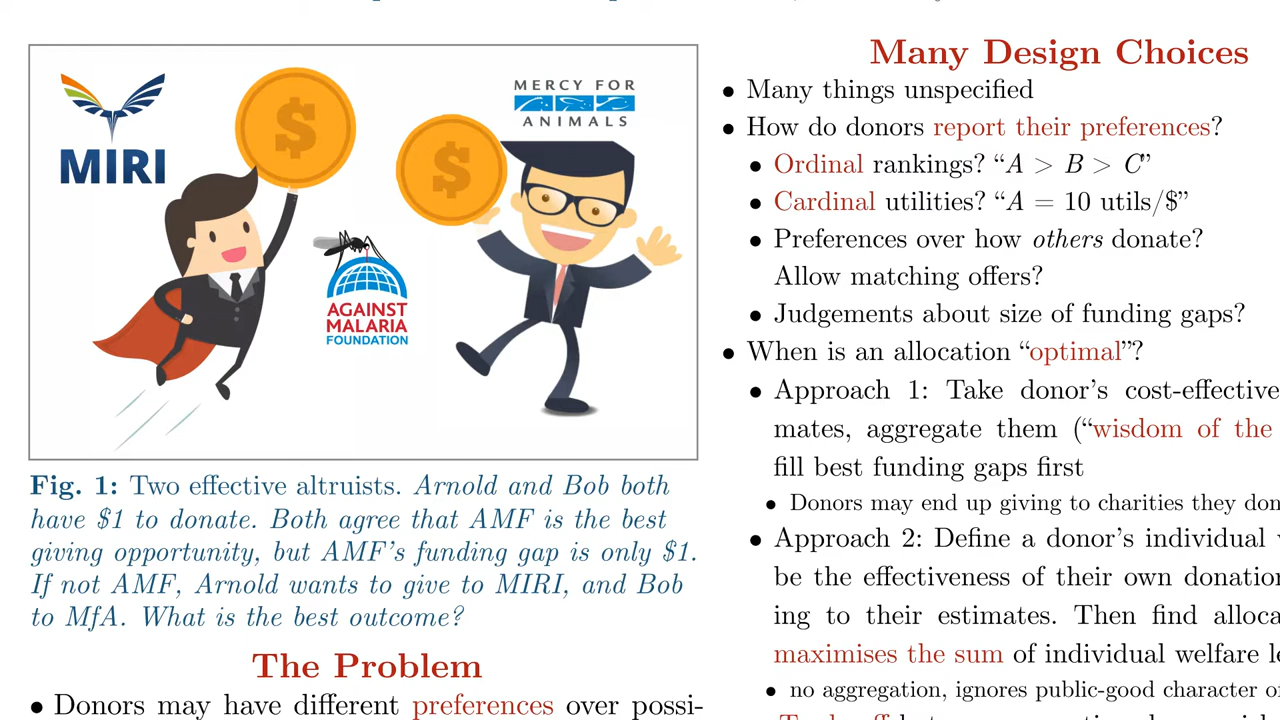 MIRI
MERCY FOR
ANIMALS
$
$
AGAINST
MALARIA
FOUNDATION
Fig. 1: Two effective altruists. Arnold and Bob both
have $1 to donate. Both agree that AMF is the best
giving opportunity, but AMF's funding gap is only $1.
If not AMF, Arnold wants to give to MIRI, and Bob
to MfA. What is the best outcome?
The Problem
• Donors may have different preferences over possi-
Many Design Choices
• Many things unspecified
• How do donors report their preferences?
• Ordinal rankings? “A > B > C”
• Cardinal utilities? “A = 10 utils/$”
• Preferences over how others donate?
Allow matching offers?
• Judgements about size of funding gaps?
• When is an allocation “optimal”?
• Approach 1: Take donor's cost-effective
mates, aggregate them (“wisdom of the
fill best funding gaps first
• Donors may end up giving to charities they don
• Approach 2: Define a donor's individual
be the effectiveness of their own donation
ing to their estimates. Then find alloca
maximises the sum of individual welfare le
• no aggregation, ignores public-good character of